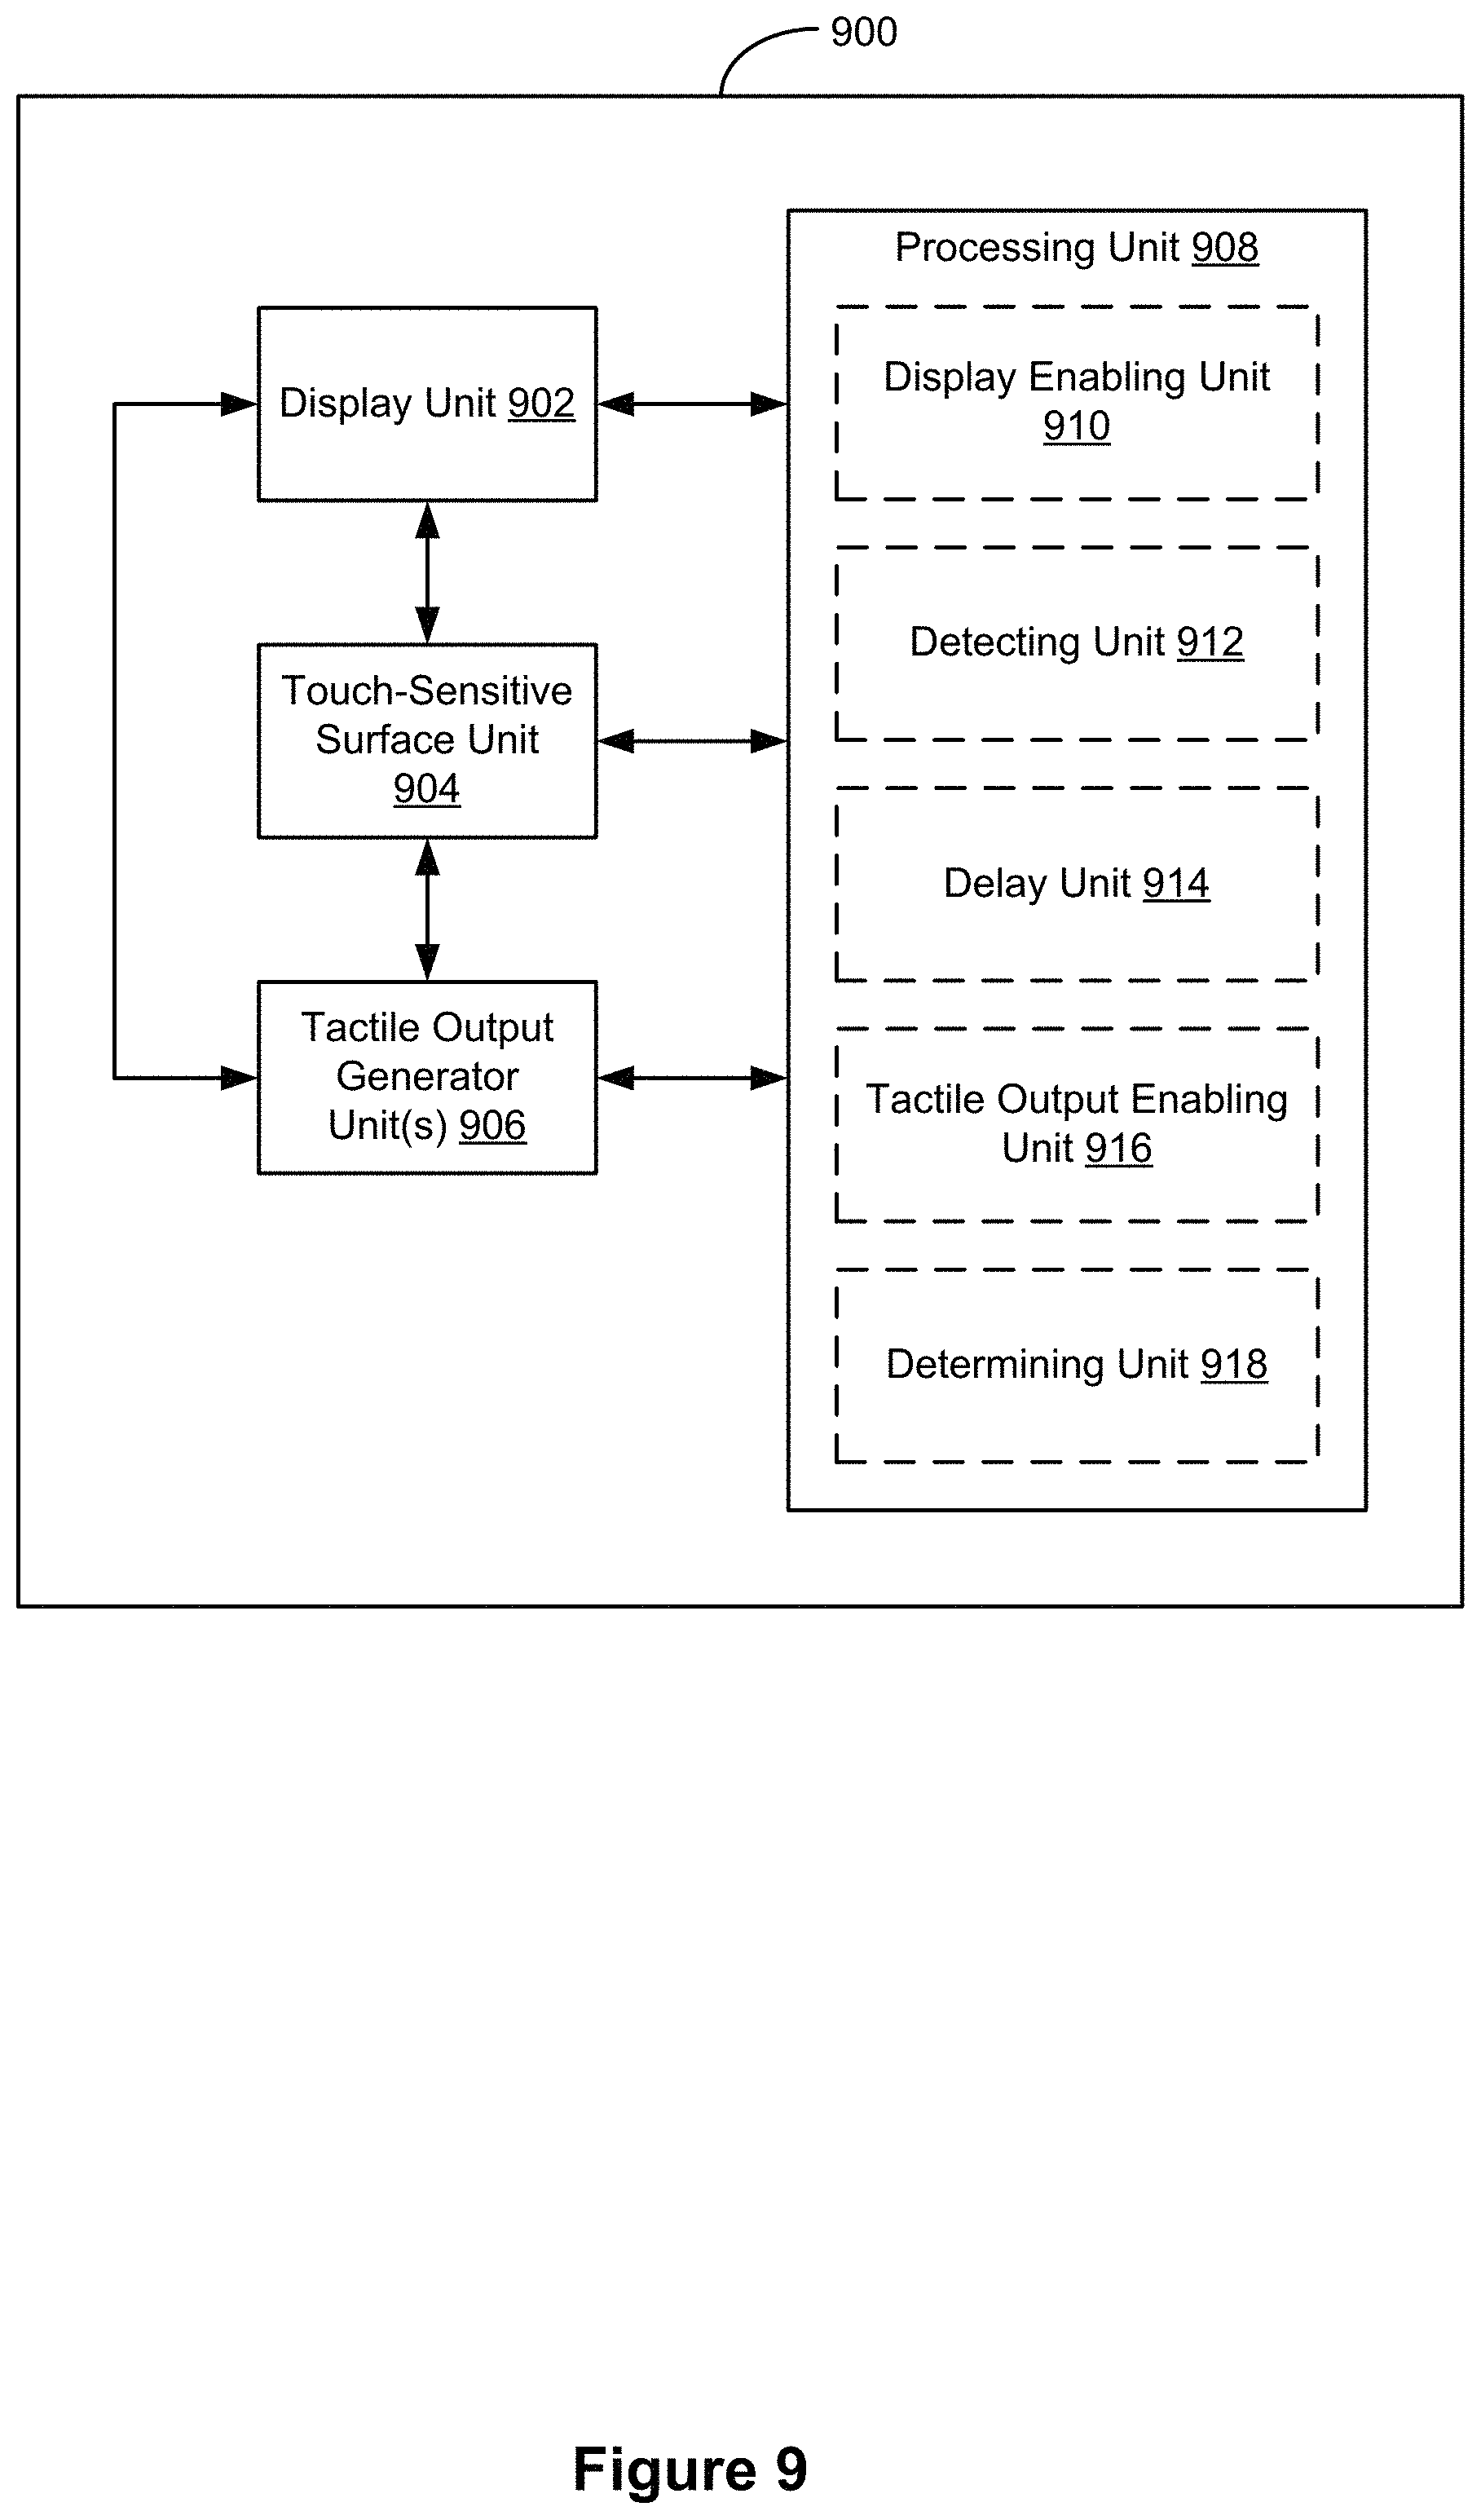 900
Processing Unit 908
Display Enabling Unit
910
Display Unit 902
Detecting Unit 912
Touch-Sensitive
Surface Unit
904
Delay Unit 914
Tactile Output
Generator
Unit(s) 906
Tactile Output Enabling
Unit 916
Determining Unit 918
Figure 9